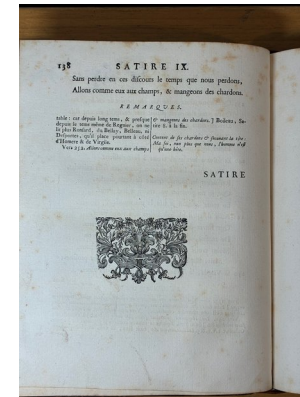 138 SATIRE IX.
Sans perdre en ces discours le temps que nous perdons,
Allons comme eux aux champs, & mangeons des chardons.
REMARQUES.
table: car depuis long tems, & presque
depuis le tems même de Regnier, on ne
lit plus Ronsard, du Bellay, Belleau, ni
Desportes, qu'il place pourtant à côté
d'Homere & de Virgile.
Vers 252. Allons comme eux aux champs,
& mangeons des chardons. ] Boileau, Sa-
tire 8. à la fin.
Content de ses chardons & secouant la tête:
Ma foi, non plus que nous, l'homme n'est
qu'une bête.
SATIRE